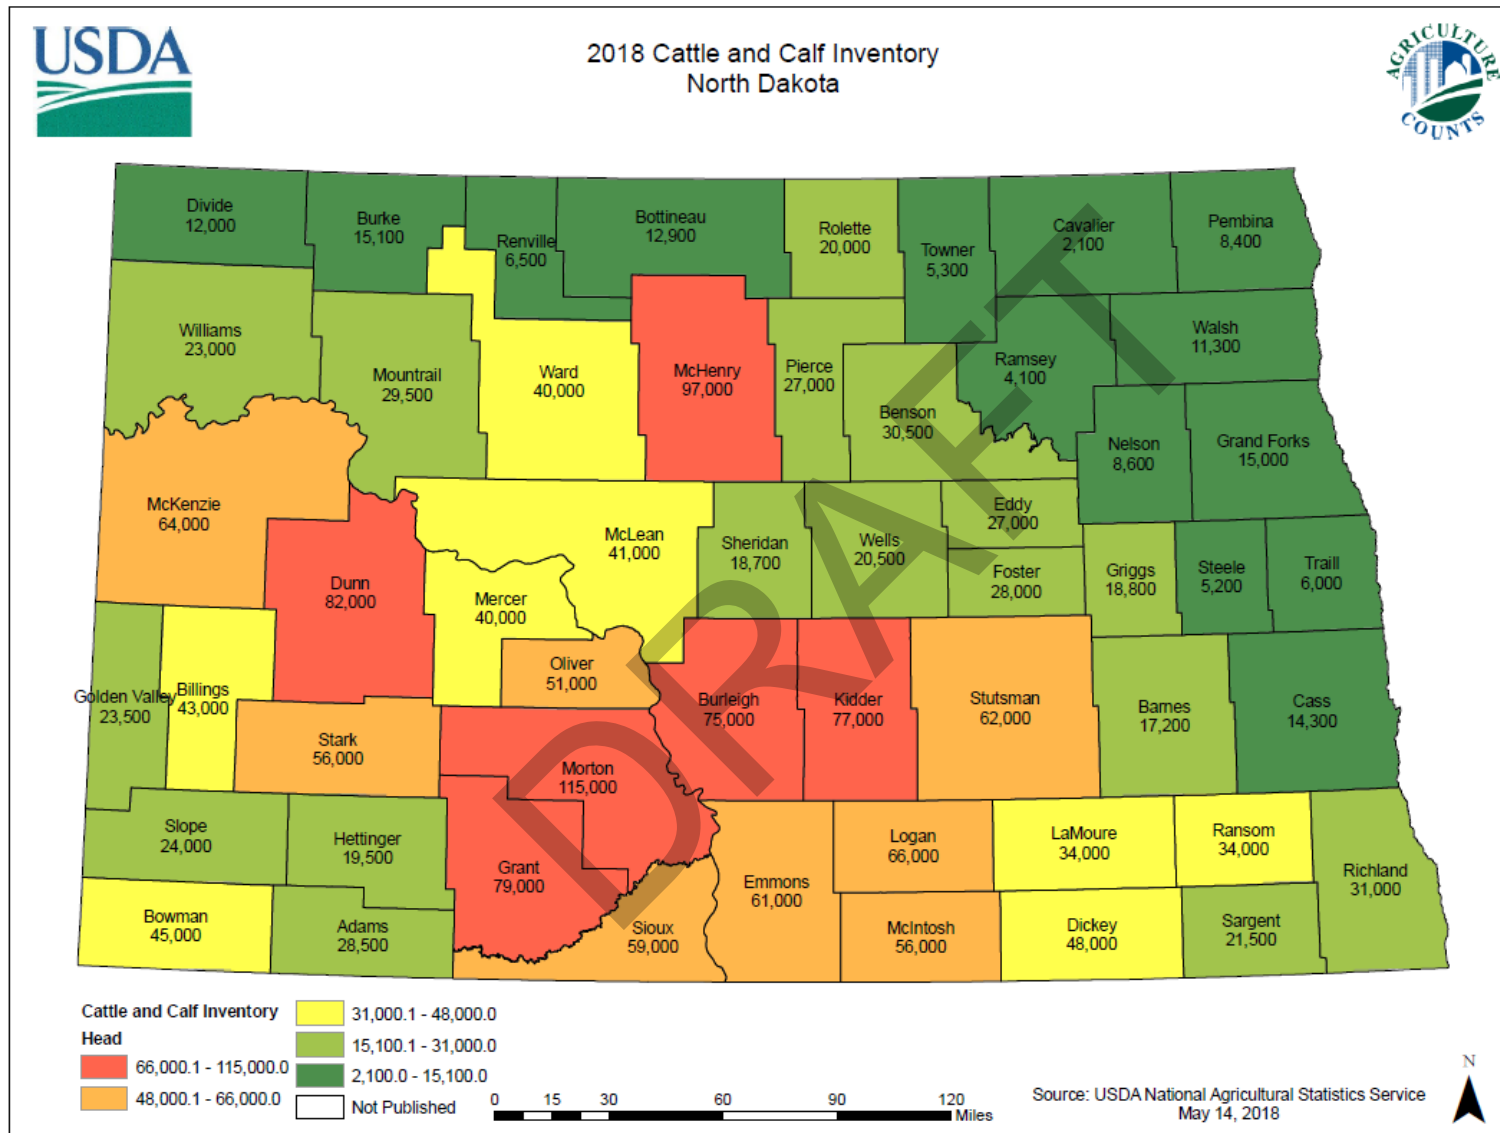 USDA
2018 Cattle and Calf Inventory
North Dakota
AGRICULTURE
COUNTS
Divide
12,000
Burke
15,100
Renville
6,500
Bottineau
12,900
Rolette
20,000
Towner
5,300
Cavalier
2,100
Pembina
8,400
Williams
23,000
Mountrail
29,500
Ward
40,000
McHenry
97,000
Pierce
27,000
Benson
30,500
Ramsey
4,100
Walsh
11,300
Nelson
8,600
Grand Forks
15,000
McKenzie
64,000
Dunn
82,000
McLean
41,000
Mercer
40,000
Oliver
51,000
Sheridan
18,700
Wells
20,500
Eddy
27,000
Foster
28,000
Griggs
18,800
Steele
5,200
Traill
6,000
Golden Valley
23,500
Billings
43,000
Stark
56,000
Morton
115,000
Burleigh
75,000
Kidder
77,000
Stutsman
62,000
Barnes
17,200
Cass
14,300
Slope
24,000
Hettinger
19,500
Grant
79,000
Bowman
45,000
Adams
28,500
Sioux
59,000
Emmons
61,000
Logan
66,000
McIntosh
56,000
LaMoure
34,000
Dickey
48,000
Ransom
34,000
Sargent
21,500
Richland
31,000
DRAFT
Cattle and Calf Inventory
Head
66,000.1 - 115,000.0
48,000.1 - 66,000.0
31,000.1 - 48,000.0
15,100.1 - 31,000.0
2,100.0 - 15,100.0
Not Published
0 15 30 60 90 120
Miles
Source: USDA National Agricultural Statistics Service
May 14, 2018
N